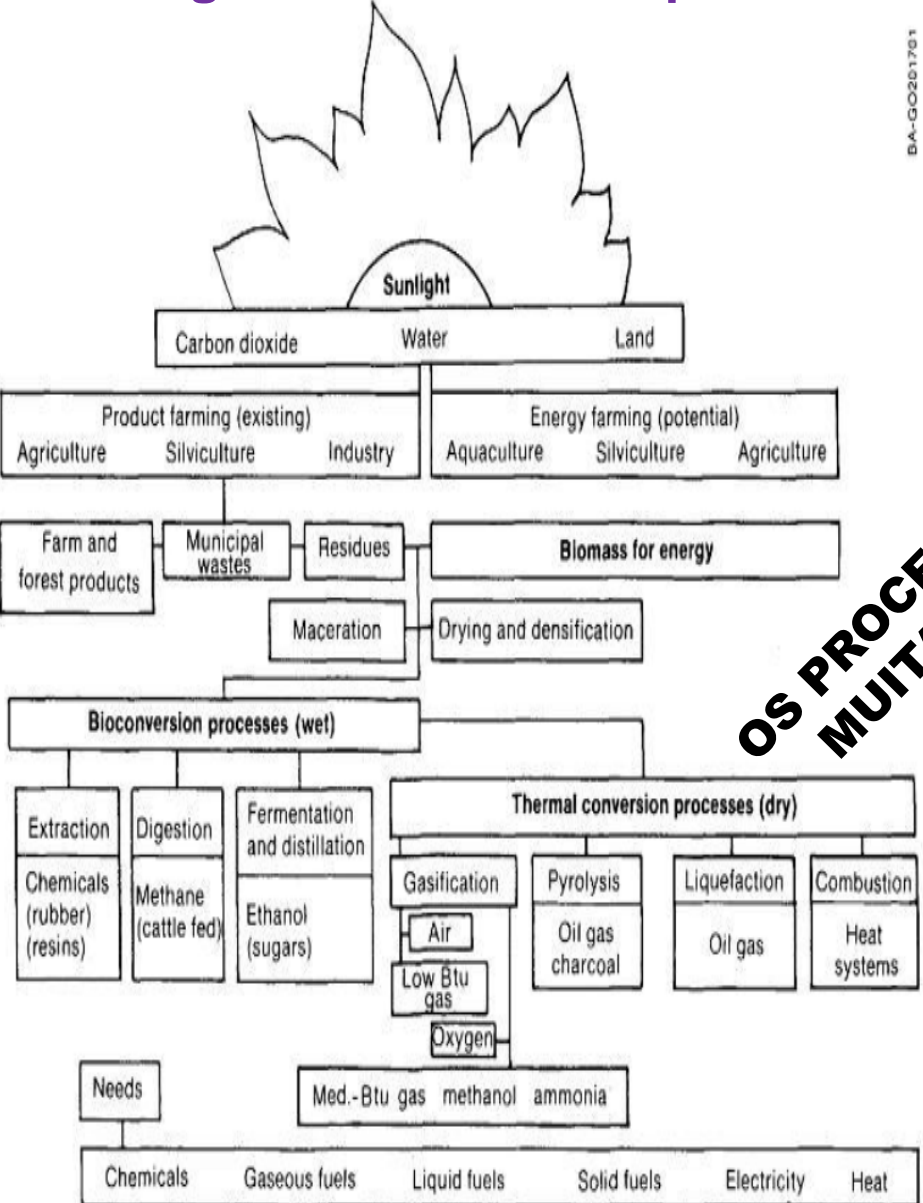 BA-GO201701
Sunlight
Carbon dioxide Water Land
Product farming (existing)
Agriculture Silviculture Industry
Energy farming (potential)
Aquaculture Silviculture Agriculture
Farm and
forest products
Municipal
wastes
Residues
Biomass for energy
Maceration
Drying and densification
OS
Bioconversion processes (wet)
Thermal conversion processes (dry)
Extraction
Chemicals
(rubber)
(resins)
Digestion
Methane
(cattle fed)
Fermentation
and distillation
Ethanol
(sugars)
Gasification
Air
Low Btu
gas
Oxygen
Med.-Btu gas methanol ammonia
Pyrolysis
Oil gas
charcoal
Liquefaction
Oil gas
Combustion
Heat
systems
Needs
Chemicals Gaseous fuels Liquid fuels Solid fuels Electricity Heat